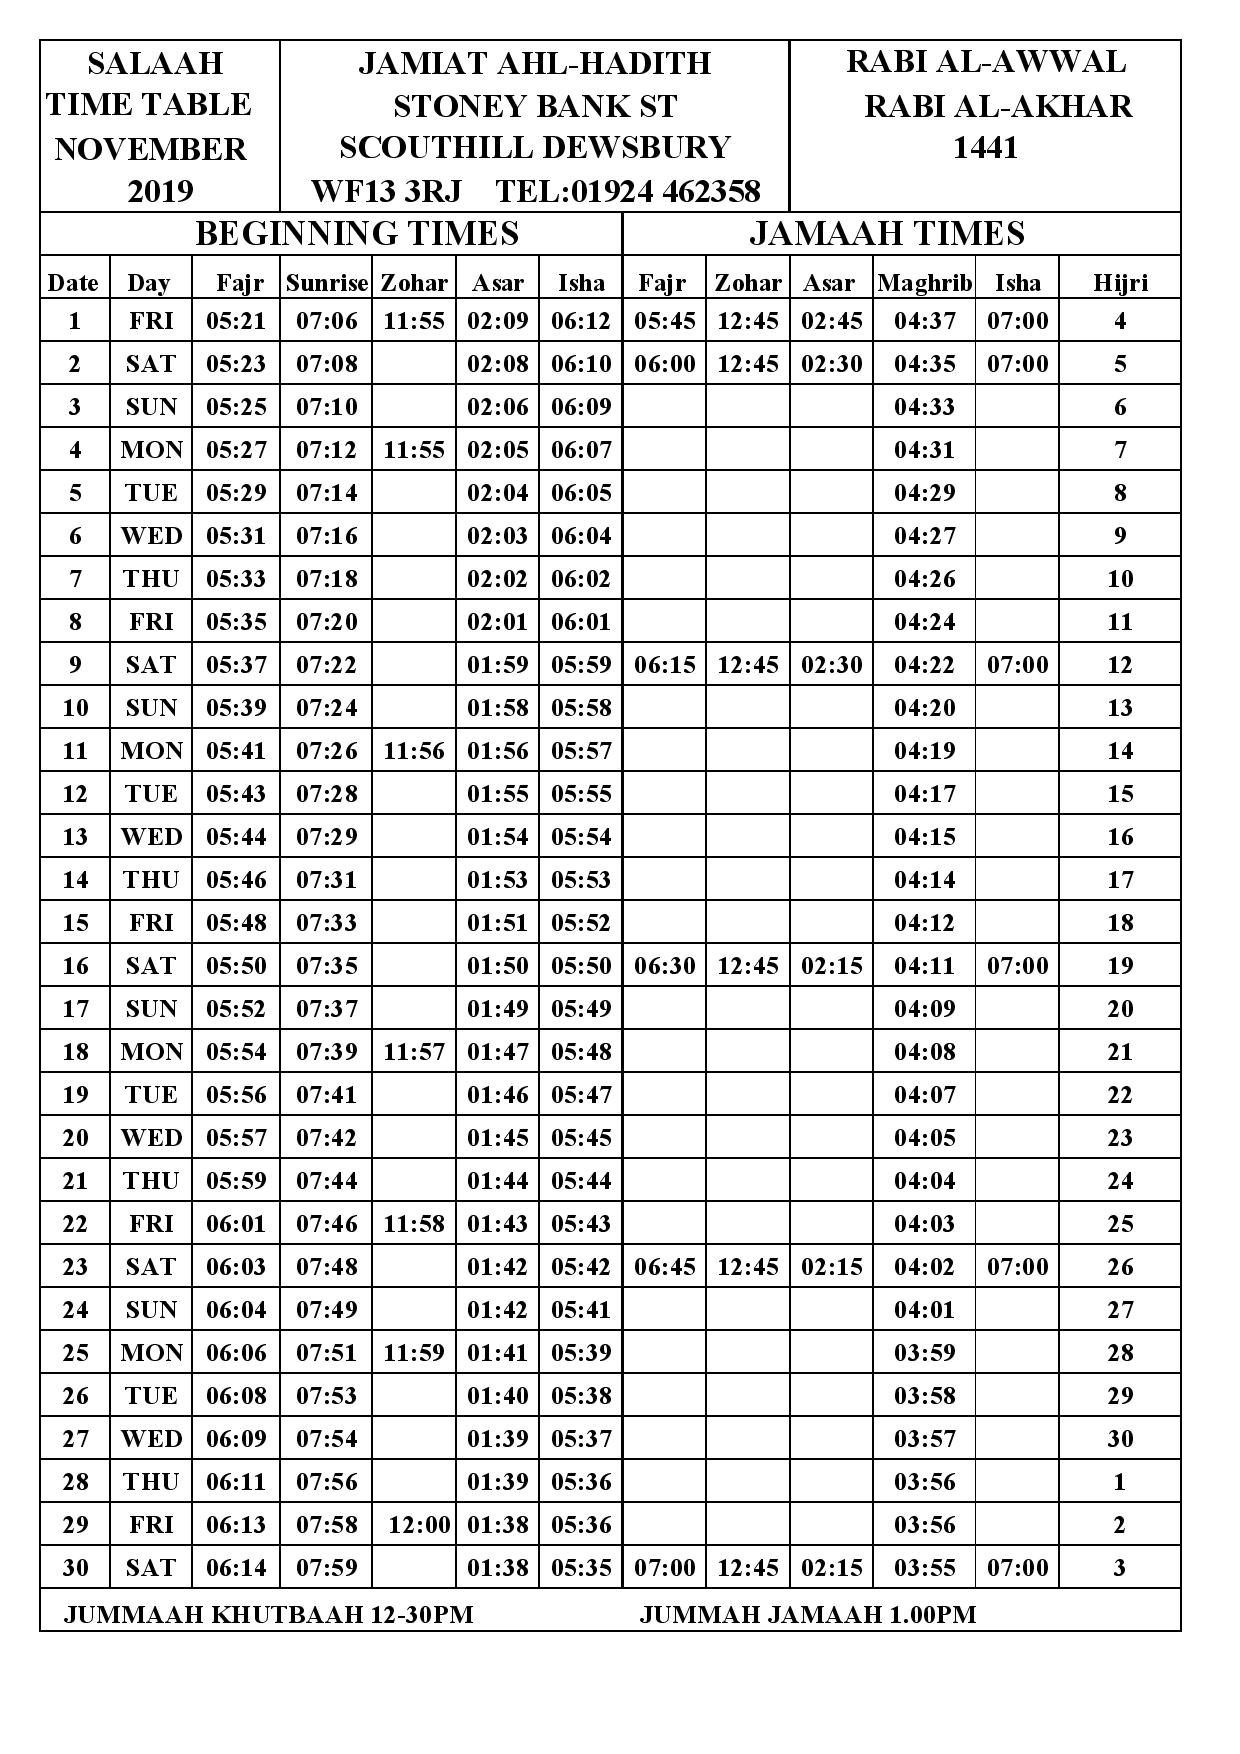 SALAAH
TIME TABLE
NOVEMBER
2019
JAMIAT AHL-HADITH
STONEY BANK ST
SCOUTHILL DEWSBURY
WF13 3RJ TEL:01924 462358
RABI AL-AWWAL
RABI AL-AKHAR
1441
BEGINNING TIMES JAMAAH TIMES
Date Day Fajr Sunrise Zohar Asar Isha Fajr Zohar Asar Maghrib Isha Hijri
1 FRI 05:21 07:06 11:55 02:09 06:12 05:45 12:45 02:45 04:37 07:00 4
2 SAT 05:23 07:08 02:08 06:10 06:00 12:45 02:30 04:35 07:00 5
3 SUN 05:25 07:10 02:06 06:09 04:33 6
4 MON 05:27 07:12 11:55 02:05 06:07 04:31 7
5 TUE 05:29 07:14 02:04 06:05 04:29 8
6 WED 05:31 07:16 02:03 06:04 04:27 9
7 THU 05:33 07:18 02:02 06:02 04:26 10
8 FRI 05:35 07:20 02:01 06:01 04:24 11
9 SAT 05:37 07:22 01:59 05:59 06:15 12:45 02:30 04:22 07:00 12
10 SUN 05:39 07:24 01:58 05:58 04:20 13
11 MON 05:41 07:26 11:56 01:56 05:57 04:19 14
12 TUE 05:43 07:28 01:55 05:55 04:17 15
13 WED 05:44 07:29 01:54 05:54 04:15 16
14 THU 05:46 07:31 01:53 05:53 04:14 17
15 FRI 05:48 07:33 01:51 05:52 04:12 18
16 SAT 05:50 07:35 01:50 05:50 06:30 12:45 02:15 04:11 07:00 19
17 SUN 05:52 07:37 01:49 05:49 04:09 20
18 MON 05:54 07:39 11:57 01:47 05:48 04:08 21
19 TUE 05:56 07:41 01:46 05:47 04:07 22
20 WED 05:57 07:42 01:45 05:45 04:05 23
21 THU 05:59 07:44 01:44 05:44 04:04 24
22 FRI 06:01 07:46 11:58 01:43 05:43 04:03 25
23 SAT 06:03 07:48 01:42 05:42 06:45 12:45 02:15 04:02 07:00 26
24 SUN 06:04 07:49 01:42 05:41 04:01 27
25 MON 06:06 07:51 11:59 01:41 05:39 03:59 28
26 TUE 06:08 07:53 01:40 05:38 03:58 29
27 WED 06:09 07:54 01:39 05:37 03:57 30
28 THU 06:11 07:56 01:39 05:36 03:56 1
29 FRI 06:13 07:58 12:00 01:38 05:36 03:56 2
30 SAT 06:14 07:59 01:38 05:35 07:00 12:45 02:15 03:55 07:00 3
JUMMAAH KHUTBAAH 12-30PM JUMMAH JAMAAH 1.00PM